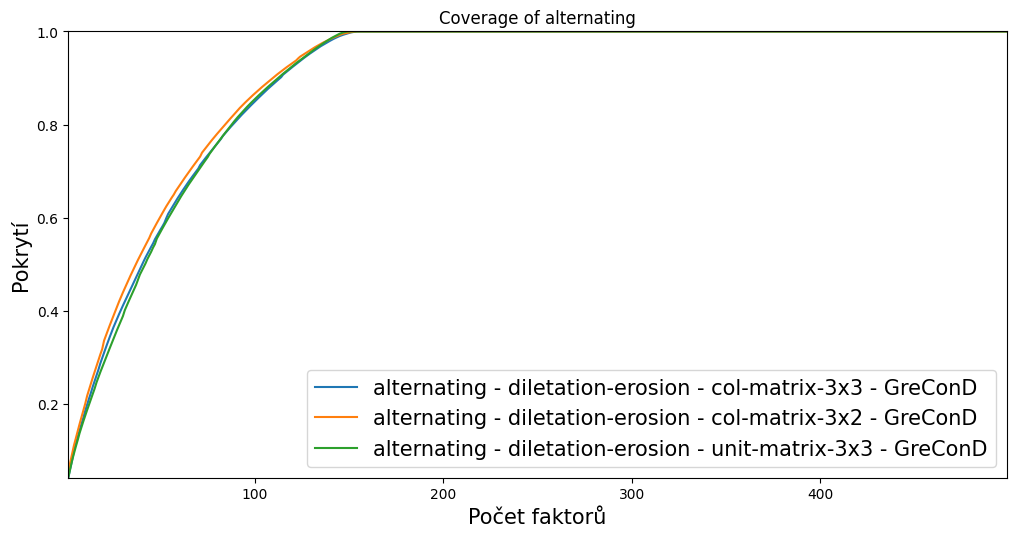 Coverage of alternating
1.0
0.8
0.6
0.4
0.2
Pokrytí
alternating - diletation-erosion - col-matrix-3x3 - GreConD
alternating - diletation-erosion - col-matrix-3x2 - GreConD
alternating - diletation-erosion - unit-matrix-3x3 - GreConD
100
200
300
400
Počet faktorů